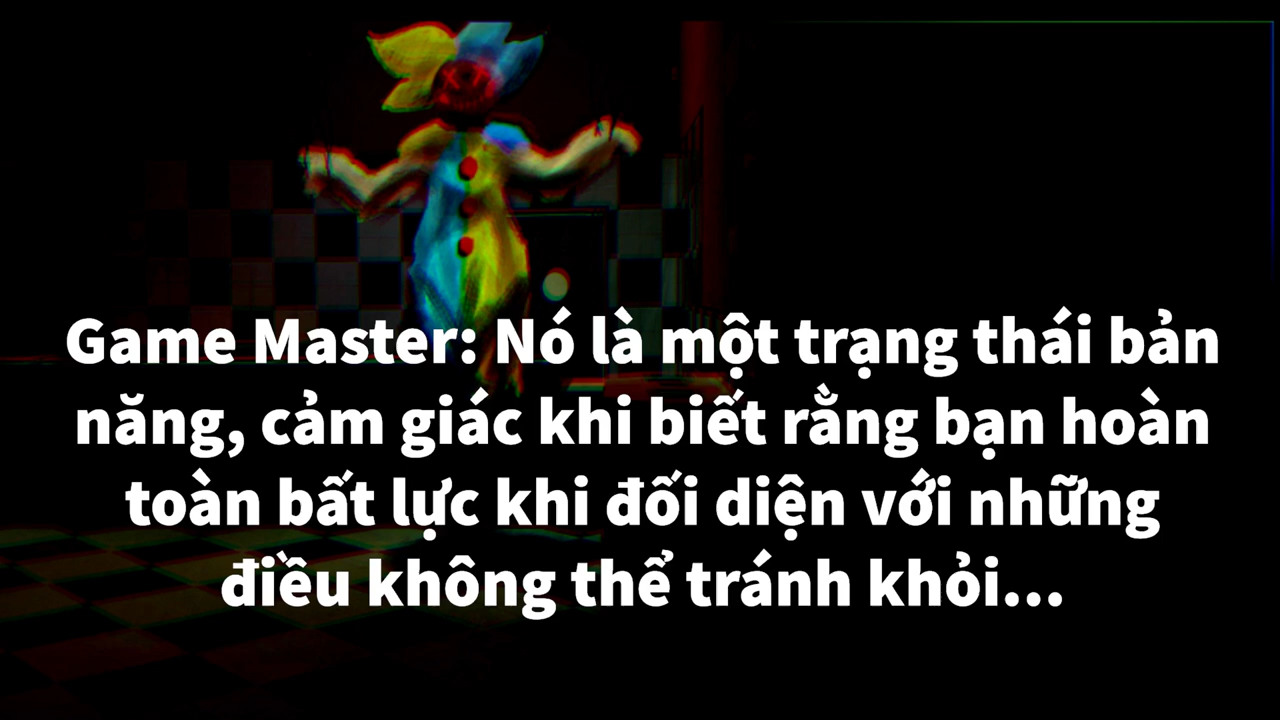 Game Master: Nó là một trạng thái bản
năng, cảm giác khi biết rằng bạn hoàn
toàn bất lực khi đối diện với những
điều không thể tránh khỏi...